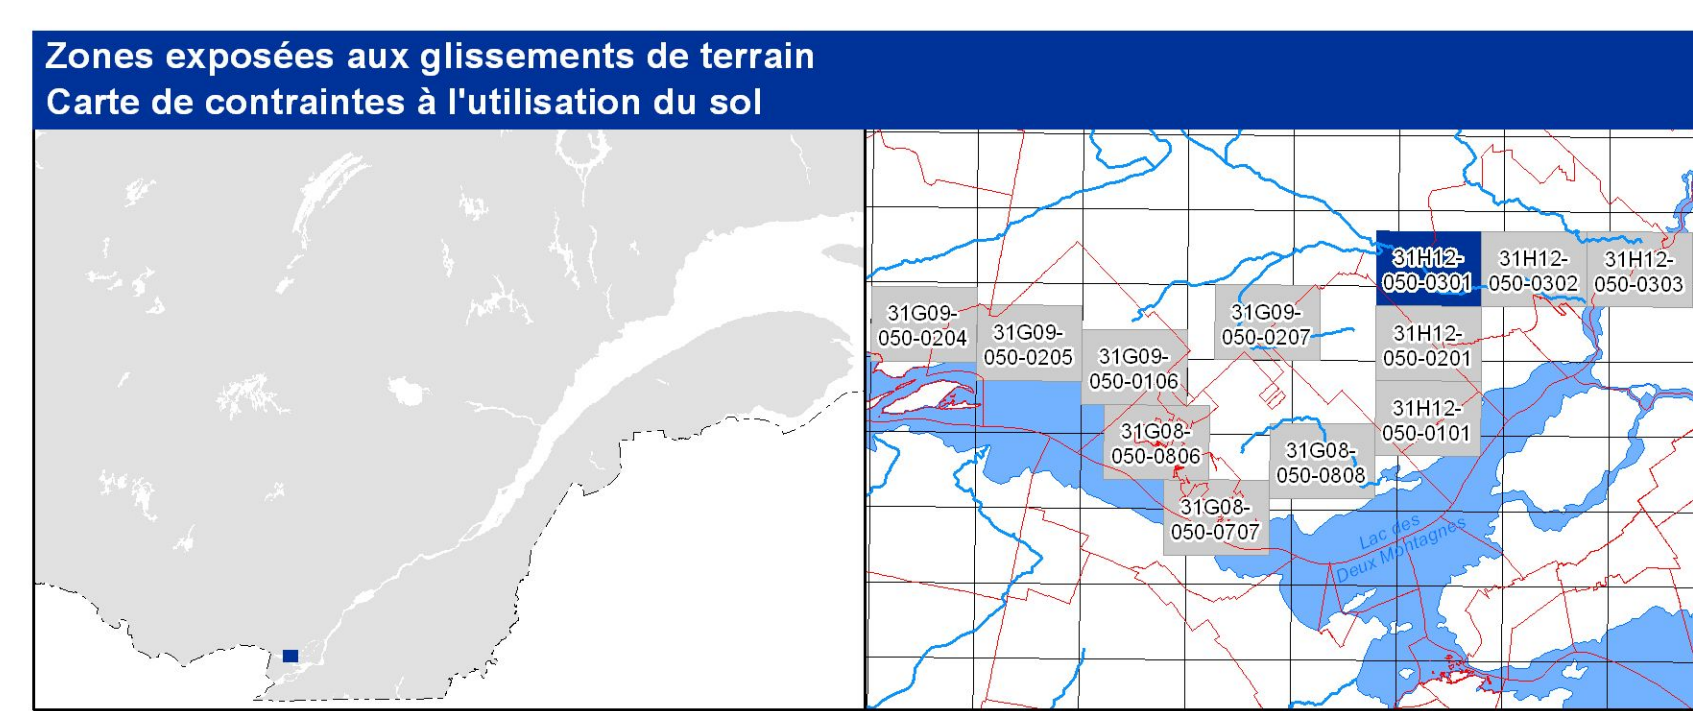 Zones exposées aux glissements de terrain
Carte de contraintes à l'utilisation du sol
31H12-
050-0301
31H12-
050-0302
31H12-
050-0303
31G09-
050-0204
31G09-
050-0205
31G09-
050-0106
31G09-
050-0207
31H12-
050-0201
31H12-
050-0101
31G08-
050-0806
31G08-
050-0808
31G08-
050-0707
Lac des
Deux Montagnes